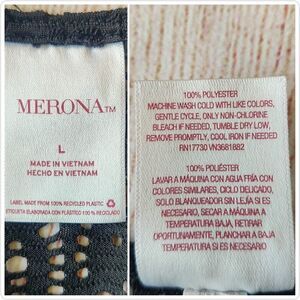 MERONA™
L
MADE IN VIETNAM
HECHO EN VIETNAM
LABEL MADE FROM 100% RECYCLED PLASTIC
ETIQUETA ELABORADA CON PLÁSTICO 100 % RECICLADO
100% POLYESTER
MACHINE WASH COLD WITH LIKE COLORS,
GENTLE CYCLE, ONLY NON-CHLORINE
BLEACH IF NEEDED, TUMBLE DRY LOW,
REMOVE PROMPTLY, COOL IRON IF NEEDED
RN17730 VN3681882
100% POLIÉSTER
LAVAR A MÁQUINA CON AGUA FRÍA CON
COLORES SIMILARES, CICLO DELICADO,
SOLO BLANQUEADOR SIN LEJÍA SI ES
NECESARIO, SECAR A MÁQUINA A
TEMPERATURA BAJA, RETIRAR
OPORTUNAMENTE, PLANCHAR A BAJA
TEMPERATURA SI ES NECESARIO